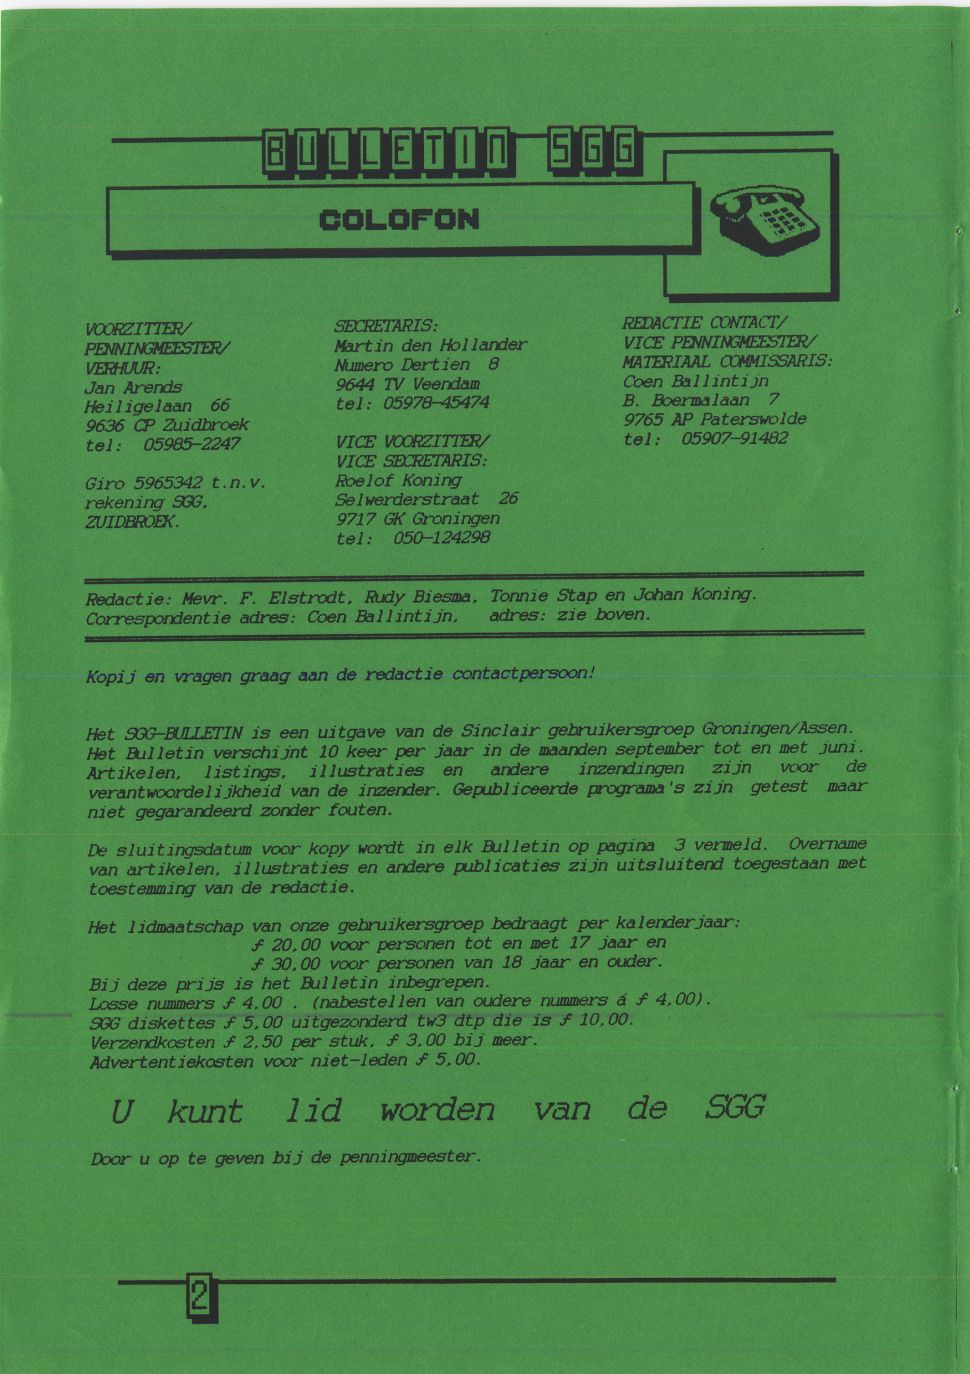 BULLETIN SGG
COLOFON
VOORZITTER/
PENNINGMEESTER/
VERHUUR:
Jan Arends
Heiligelaan 66
9636 CP Zuidbroek
tel: 05985-2247
Giro 5965342 t.n.v.
rekening SGG,
ZUIDBROEK.
SECRETARIS:
Martin den Hollander
Numero Dertien 8
9644 TV Veendam
tel: 05978-45474
VICE VOORZITTER/
VICE SECRETARIS:
Roelof Koning
Selwerderstraat 26
9717 GK Groningen
tel: 050-124298
REDACTIE CONTACT/
VICE PENNINGMEESTER/
MATERIAAL COMMISSARIS:
Coen Ballintijn
B. Boermalaan 7
9765 AP Paterswolde
tel: 05907-91482
Redactie: Mevr. F. Elstrodt, Rudy Biesma, Tonnie Stap en Johan Koning.
Correspondentie adres: Coen Ballintijn, adres: zie boven.
Kopij en vragen graag aan de redactie contactpersoon!
Het SGG-BULLETIN is een uitgave van de Sinclair gebruikersgroep Groningen/Assen.
Het Bulletin verschijnt 10 keer per jaar in de maanden september tot en met juni.
Artikelen, listings, illustraties en andere inzendingen zijn voor de
verantwoordelijkheid van de inzender. Gepubliceerde programa's zijn getest maar
niet gegarandeerd zonder fouten.
De sluitingsdatum voor kopy wordt in elk Bulletin op pagina 3 vermeld. Overname
van artikelen, illustraties en andere publicaties zijn uitsluitend toegestaan met
toestemming van de redactie.
Het lidmaatschap van onze gebruikersgroep bedraagt per kalenderjaar:
ƒ 20,00 voor personen tot en met 17 jaar en
ƒ 30,00 voor personen van 18 jaar en ouder.
Bij deze prijs is het Bulletin inbegrepen.
Losse nummers ƒ 4,00 . (nabestellen van oudere nummers á ƒ 4,00).
SGG diskettes ƒ 5,00 uitgezonderd tw3 dtp die is ƒ 10,00.
Verzendkosten ƒ 2,50 per stuk, ƒ 3,00 bij meer.
Advertentiekosten voor niet-leden ƒ 5,00.
U kunt lid worden van de SGG
Door u op te geven bij de penningmeester.
2